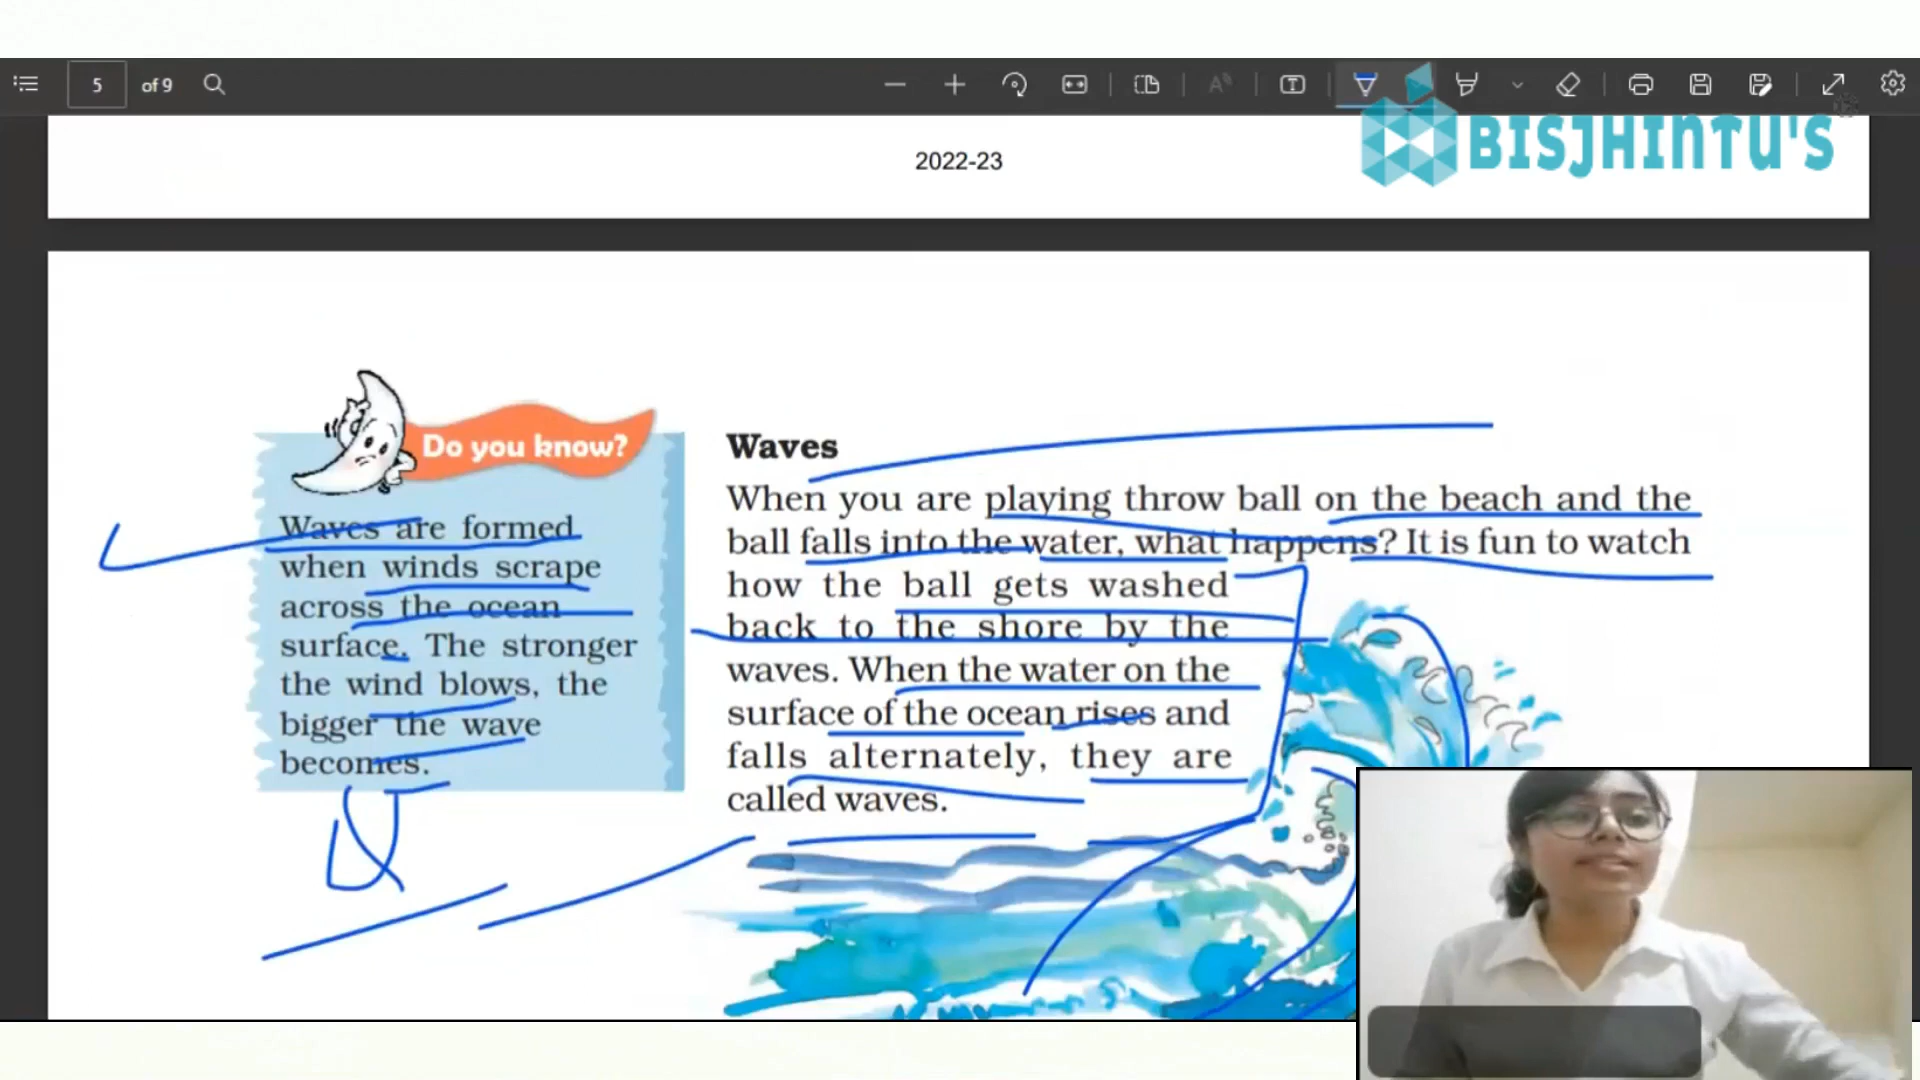 5 of 9
BISJHINTU'S
2022-23
Do you know?
Waves are formed
when winds scrape
across the ocean
surface. The stronger
the wind blows, the
bigger the wave
becomes.
Waves
When you are playing throw ball on the beach and the
ball falls into the water, what happens? It is fun to watch
how the ball gets washed
back to the shore by the
waves. When the water on the
surface of the ocean rises and
falls alternately, they are
called waves.